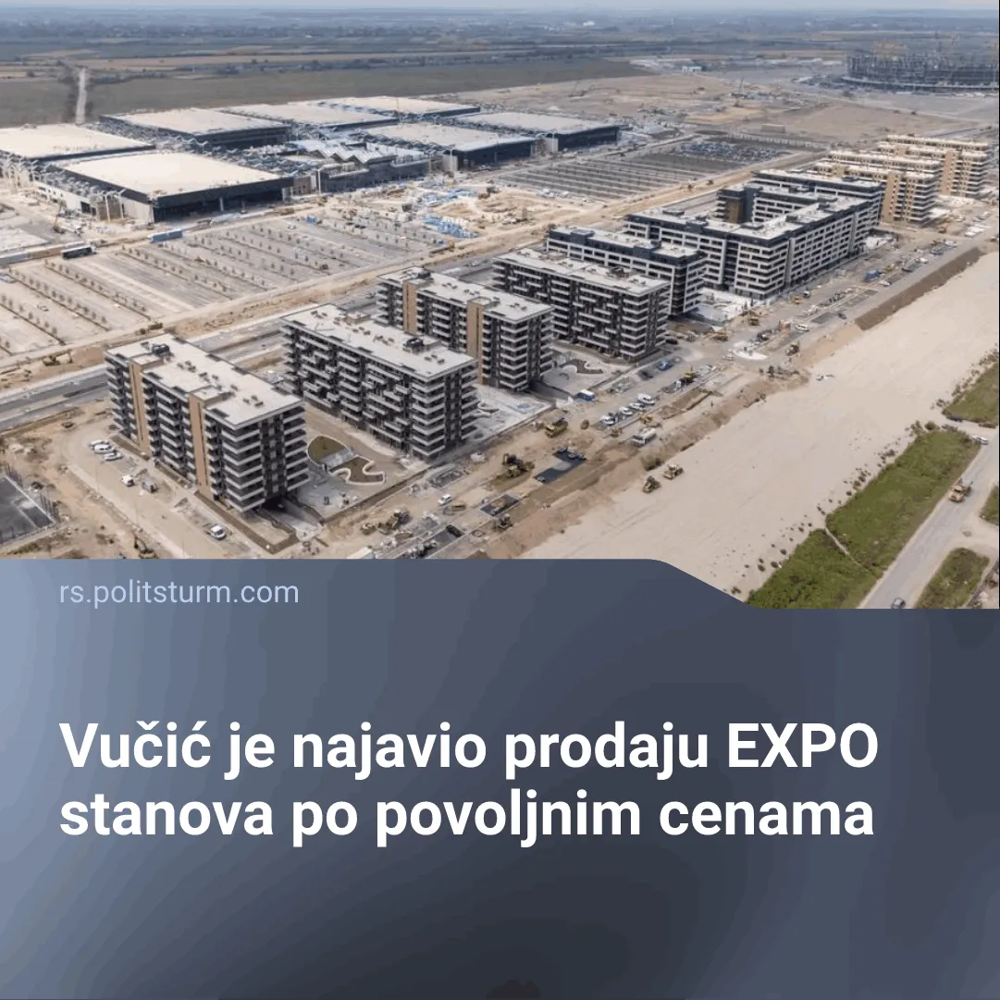 rs.politsturm.com
Vučić je najavio prodaju EXPO
stanova po povoljnim cenama